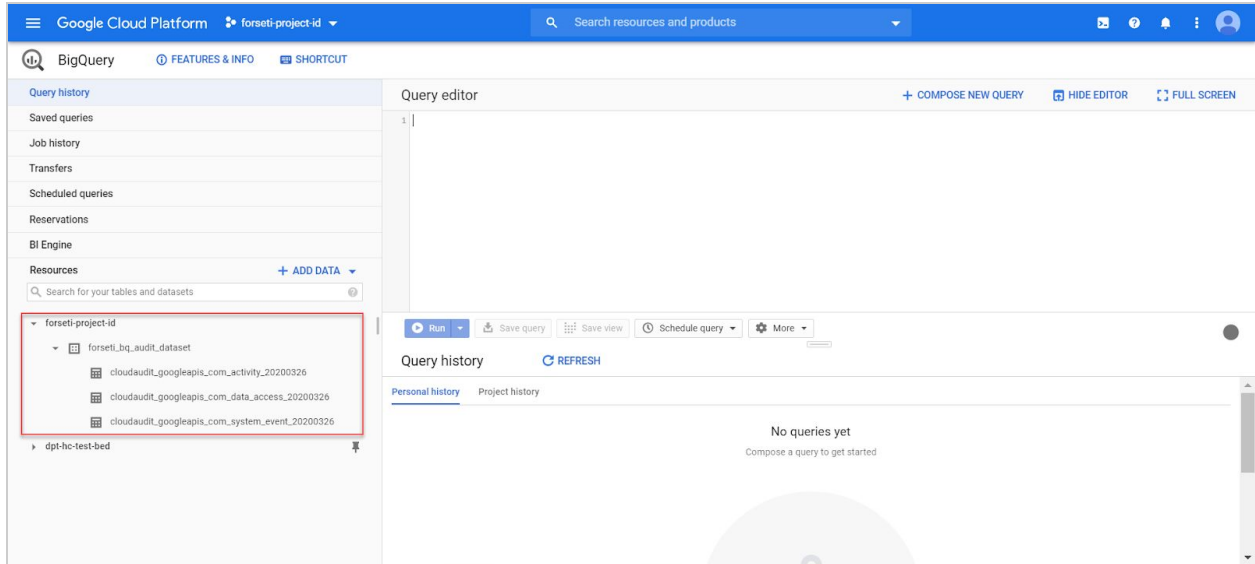 Google Cloud Platform forseti-project-id Search resources and products
BigQuery FEATURES & INFO SHORTCUT
Query history
Saved queries
Job history
Transfers
Scheduled queries
Reservations
BI Engine
Resources + ADD DATA
Search for your tables and datasets
forseti-project-id
forseti_bq_audit_dataset
cloudaudit_googleapis_com_activity_20200326
cloudaudit_googleapis_com_data_access_20200326
cloudaudit_googleapis_com_system_event_20200326
dpt-hc-test-bed
Query editor + COMPOSE NEW QUERY HIDE EDITOR FULL SCREEN
1
Run Save query Save view Schedule query More
Query history REFRESH
Personal history Project history
No queries yet
Compose a query to get started